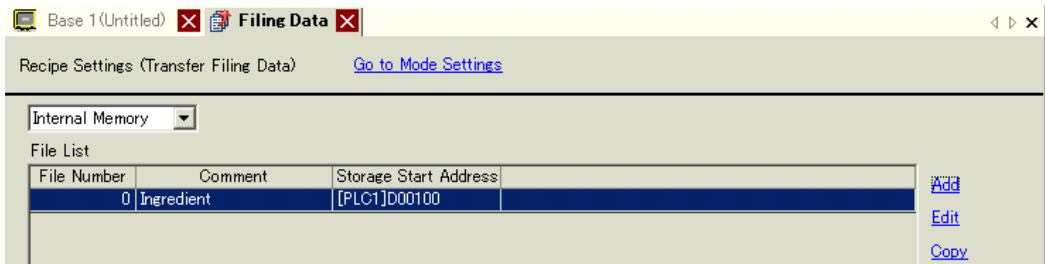 Base 1(Untitled) Filing Data
Recipe Settings (Transfer Filing Data) Go to Mode Settings
Internal Memory
File List
File Number Comment Storage Start Address
0 Ingredient [PLC1]D00100
Add
Edit
Copy